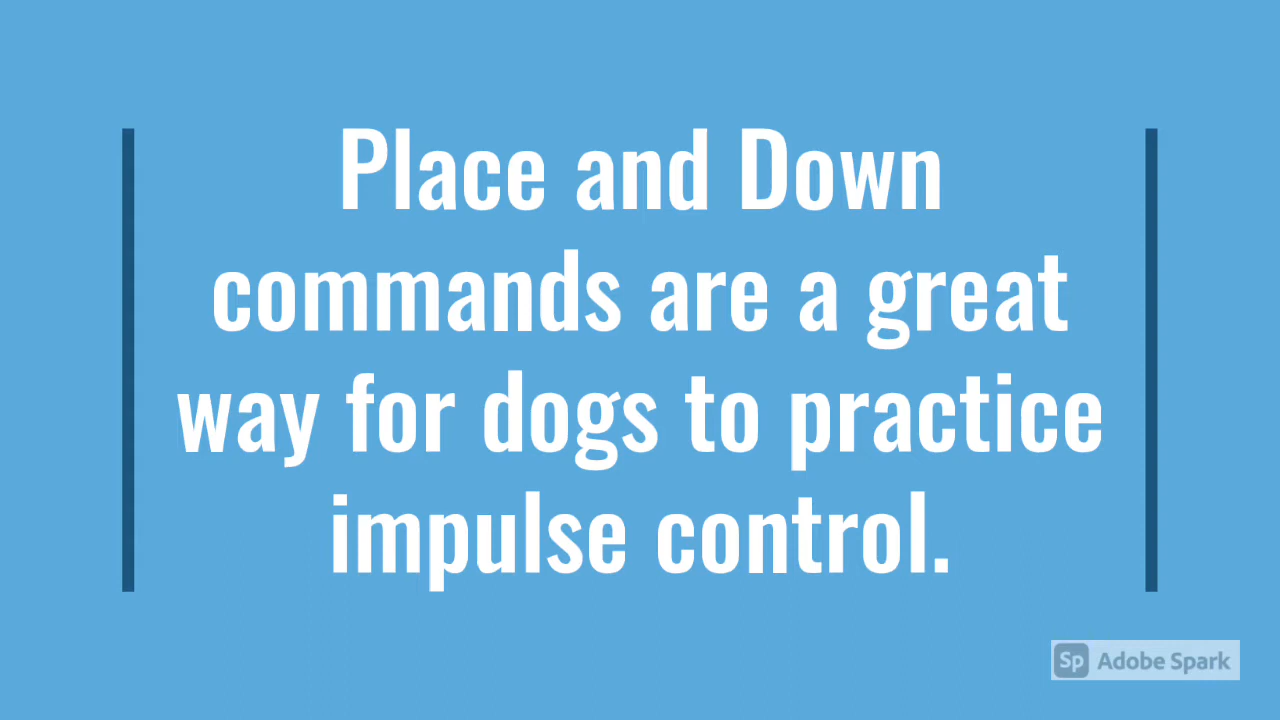 Place and Down
commands are a great
way for dogs to practice
impulse control.
Sp Adobe Spark